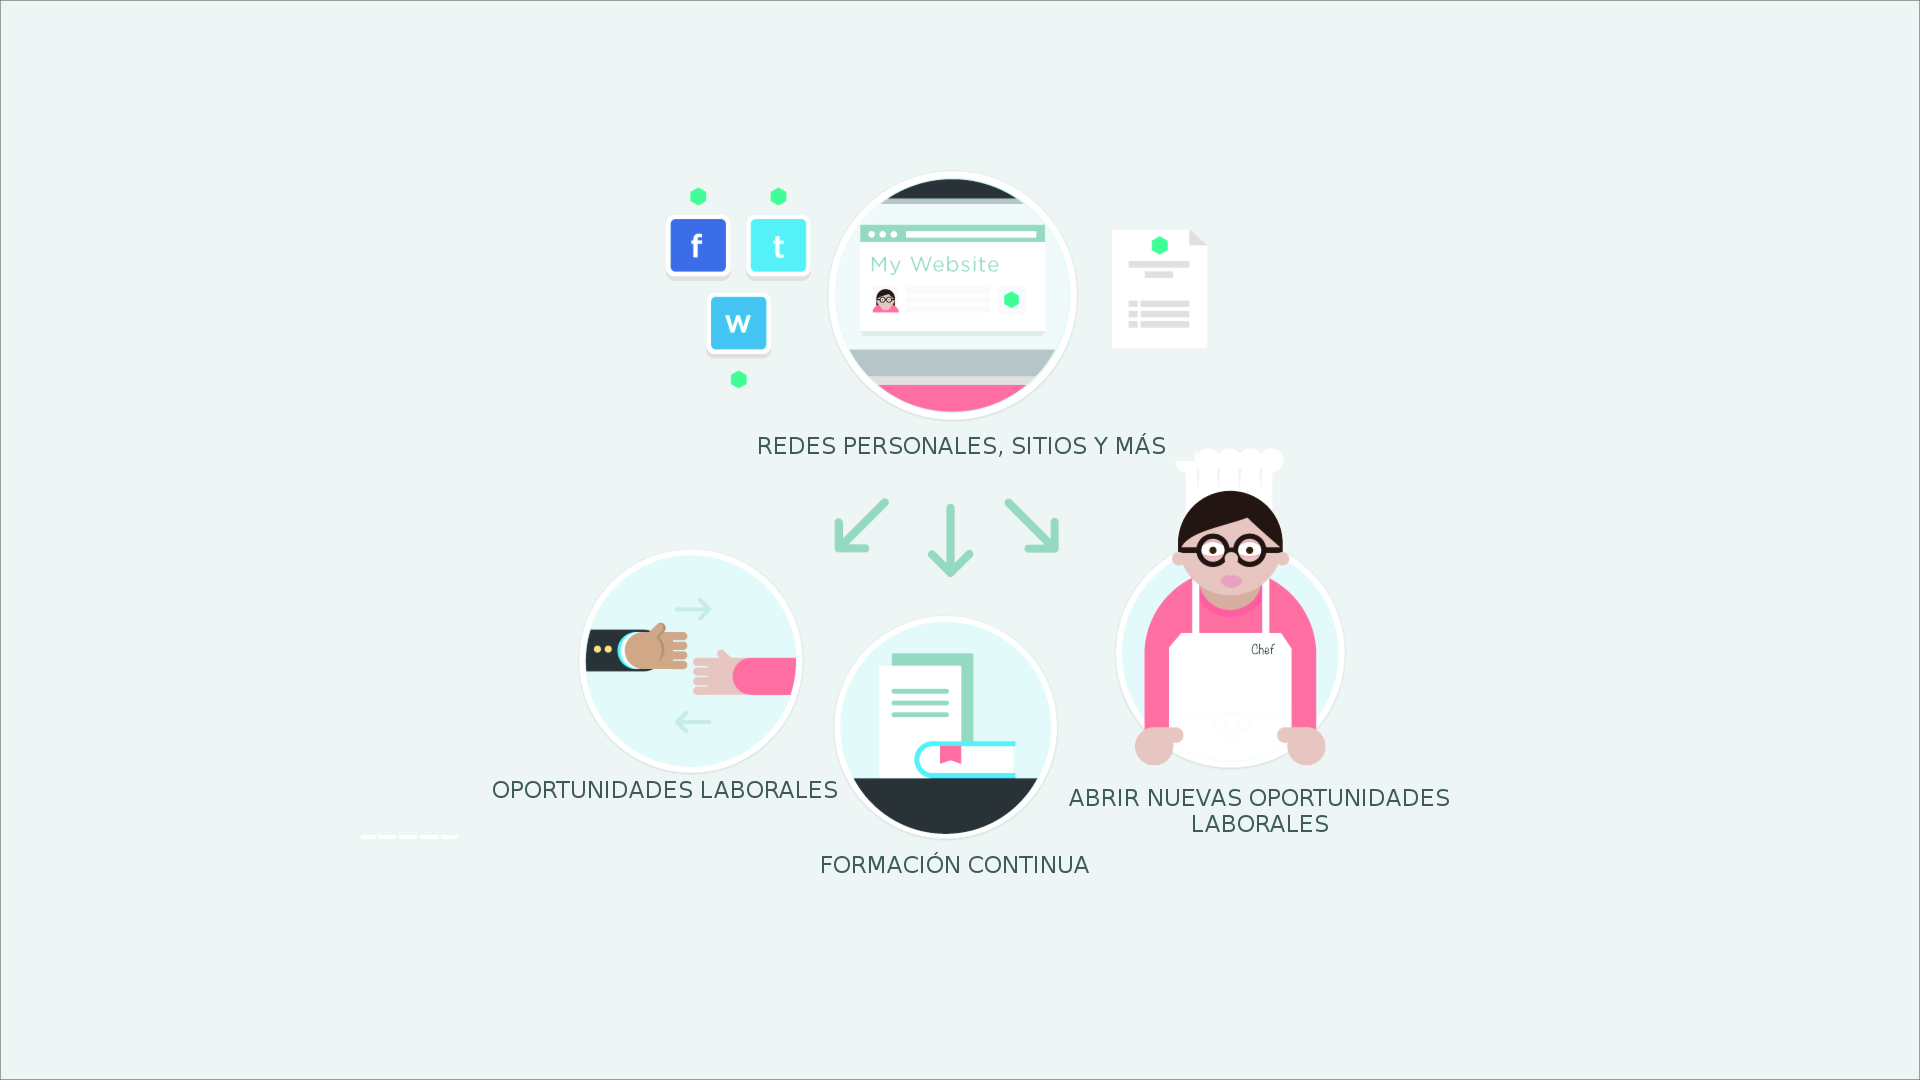 f
t
w
My Website
REDES PERSONALES, SITIOS Y MÁS
Chef
OPORTUNIDADES LABORALES
ABRIR NUEVAS OPORTUNIDADES
LABORALES
FORMACIÓN CONTINUA